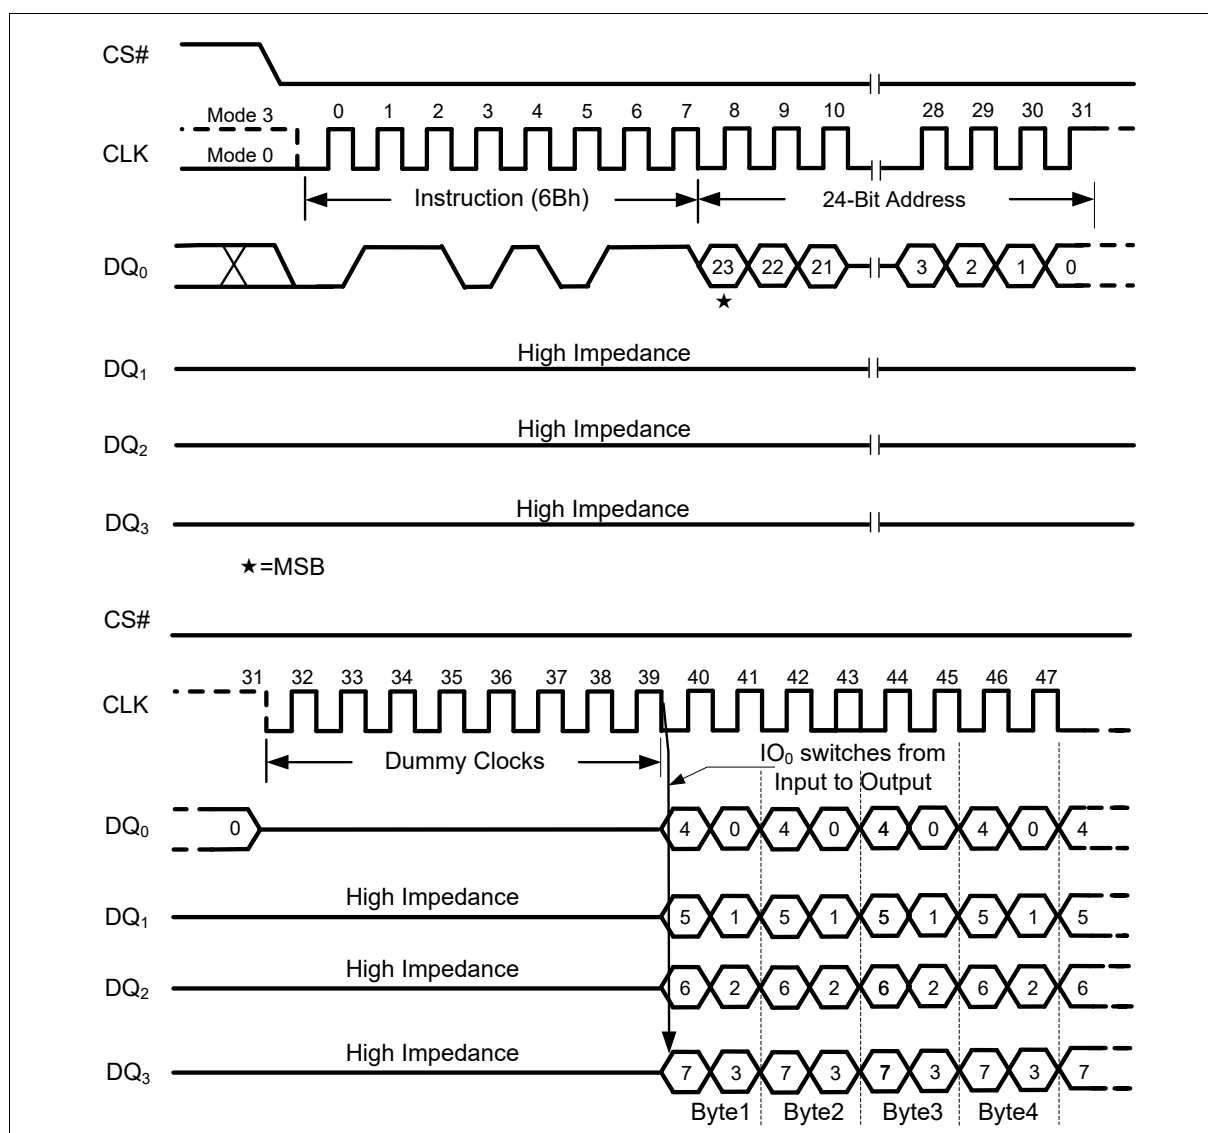 CS#
Mode 3 0 1 2 3 4 5 6 7 8 9 10 28 29 30 31
CLK
Mode 0
Instruction (6Bh) 24-Bit Address
DQ0 23 22 21 3 2 1 0
★
High Impedance
DQ1
High Impedance
DQ2
High Impedance
DQ3
★=MSB
CS#
31 32 33 34 35 36 37 38 39 40 41 42 43 44 45 46 47
CLK
Dummy Clocks
IO0 switches from
Input to Output
DQ0 0 4 0 4 0 4 0 4 0 4
High Impedance
DQ1 5 1 5 1 5 1 5 1 5
High Impedance
DQ2 6 2 6 2 6 2 6 2 6
High Impedance
DQ3 7 3 7 3 7 3 7 3 7
Byte1 Byte2 Byte3 Byte4